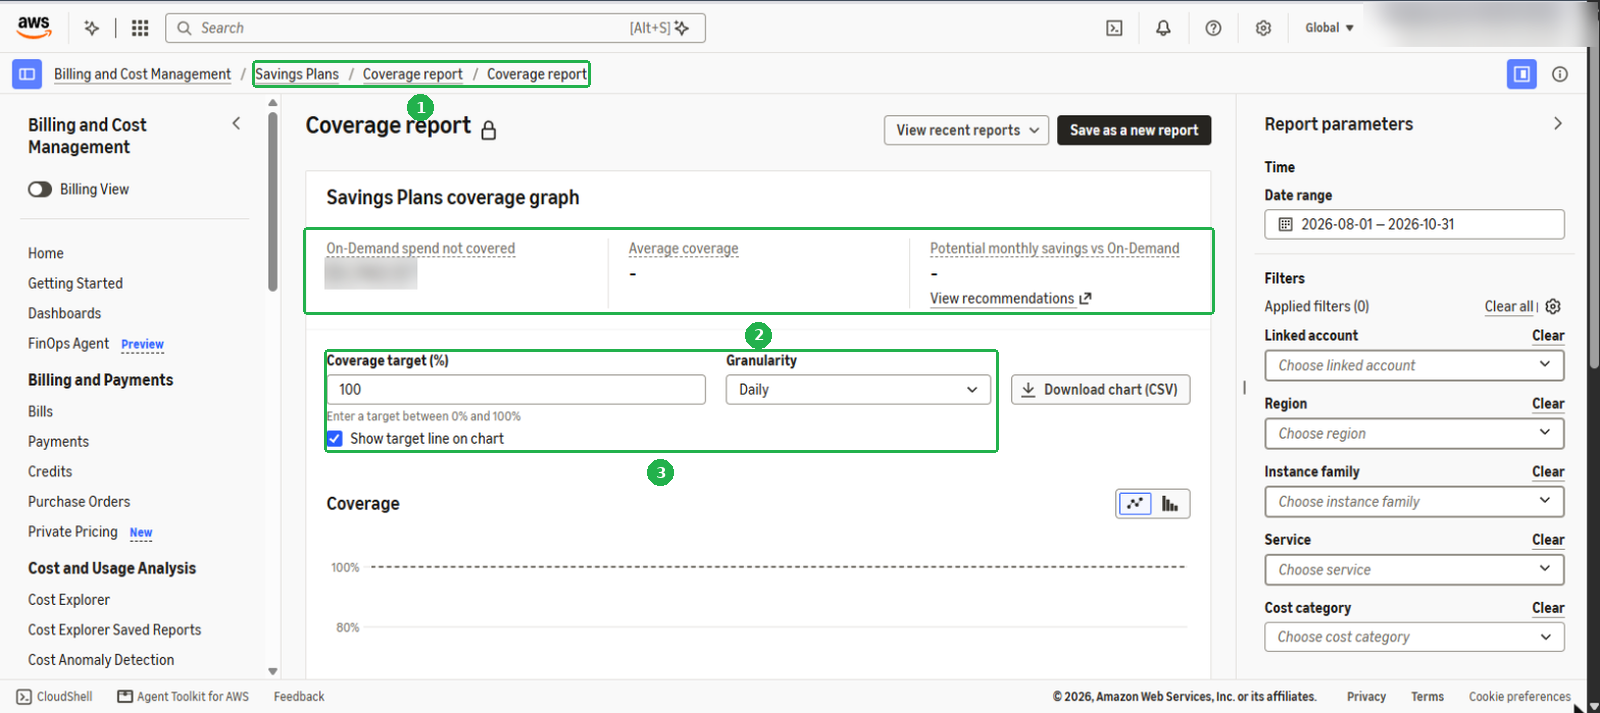 aws
Search [Alt+S]
Global
Billing and Cost Management / Savings Plans / Coverage report / Coverage report
1
Billing and Cost Management
Billing View
Home
Getting Started
Dashboards
FinOps Agent Preview
Billing and Payments
Bills
Payments
Credits
Purchase Orders
Private Pricing New
Cost and Usage Analysis
Cost Explorer
Cost Explorer Saved Reports
Cost Anomaly Detection
Coverage report
View recent reports
Save as a new report
Savings Plans coverage graph
On-Demand spend not covered
Average coverage
-
Potential monthly savings vs On-Demand
-
View recommendations
2
Coverage target (%)
100
Enter a target between 0% and 100%
Show target line on chart
Granularity
Daily
Download chart (CSV)
3
Coverage
100%
80%
Report parameters
Time
Date range
2026-08-01 – 2026-10-31
Filters
Applied filters (0) Clear all
Linked account Clear
Choose linked account
Region Clear
Choose region
Instance family Clear
Choose instance family
Service Clear
Choose service
Cost category Clear
Choose cost category
CloudShell Agent Toolkit for AWS Feedback
© 2026, Amazon Web Services, Inc. or its affiliates. Privacy Terms Cookie preferences